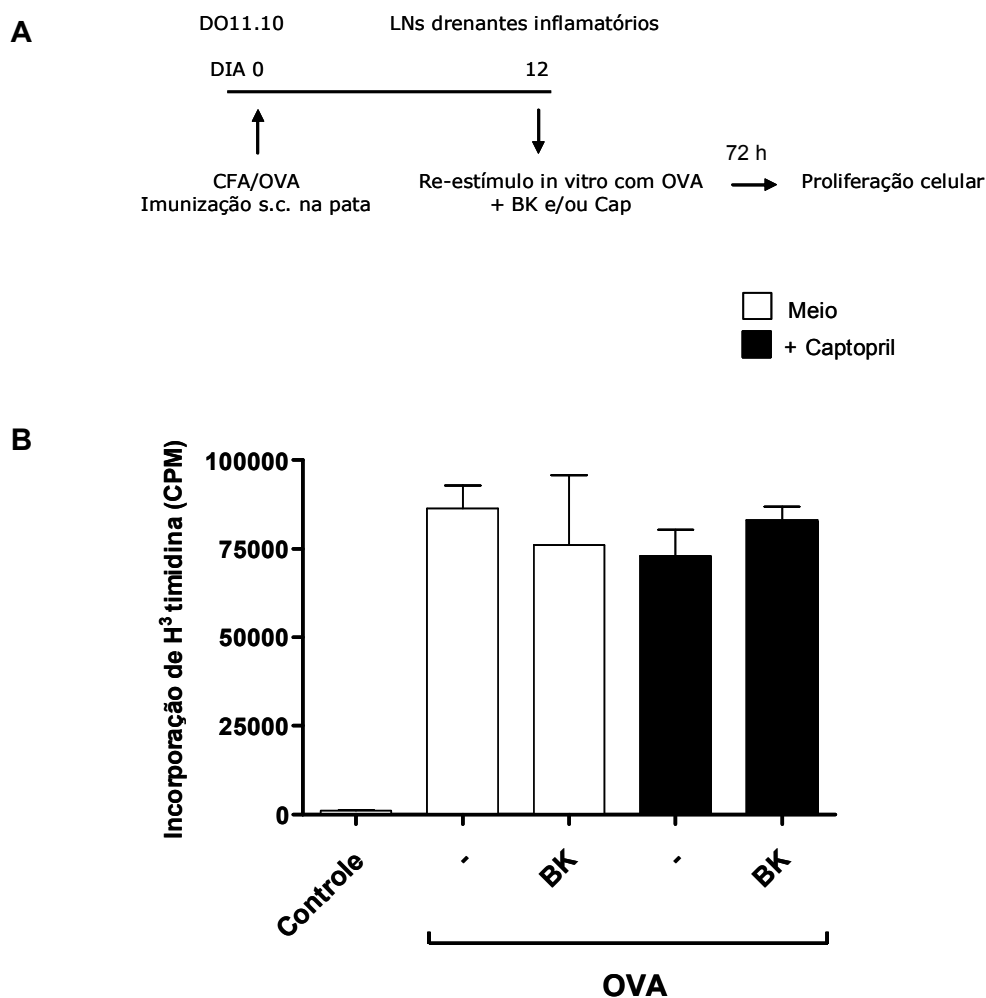 A
DO11.10 LNs drenantes inflamatórios
DIA 0 12
72 h
CFA/OVA Re-estímulo in vitro com OVA Proliferação celular
Imunização s.c. na pata + BK e/ou Cap
Meio
+ Captopril
B
Incorporação de H³ timidina (CPM)
100000
75000
50000
25000
0
Controle - BK - BK
OVA